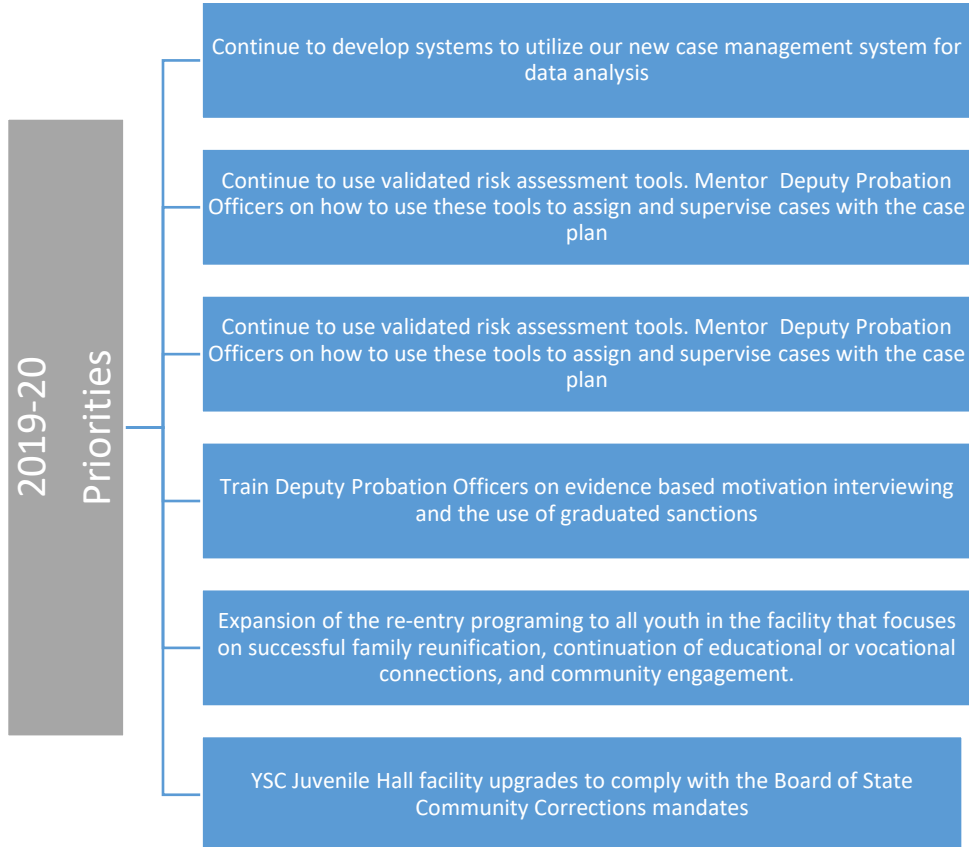 2019-20
Priorities
Continue to develop systems to utilize our new case management system for
data analysis
Continue to use validated risk assessment tools. Mentor  Deputy Probation
Officers on how to use these tools to assign and supervise cases with the case
plan
Continue to use validated risk assessment tools. Mentor  Deputy Probation
Officers on how to use these tools to assign and supervise cases with the case
plan
Train Deputy Probation Officers on evidence based motivation interviewing
and the use of graduated sanctions
Expansion of the re-entry programing to all youth in the facility that focuses
on successful family reunification, continuation of educational or vocational
connections, and community engagement.
YSC Juvenile Hall facility upgrades to comply with the Board of State
Community Corrections mandates